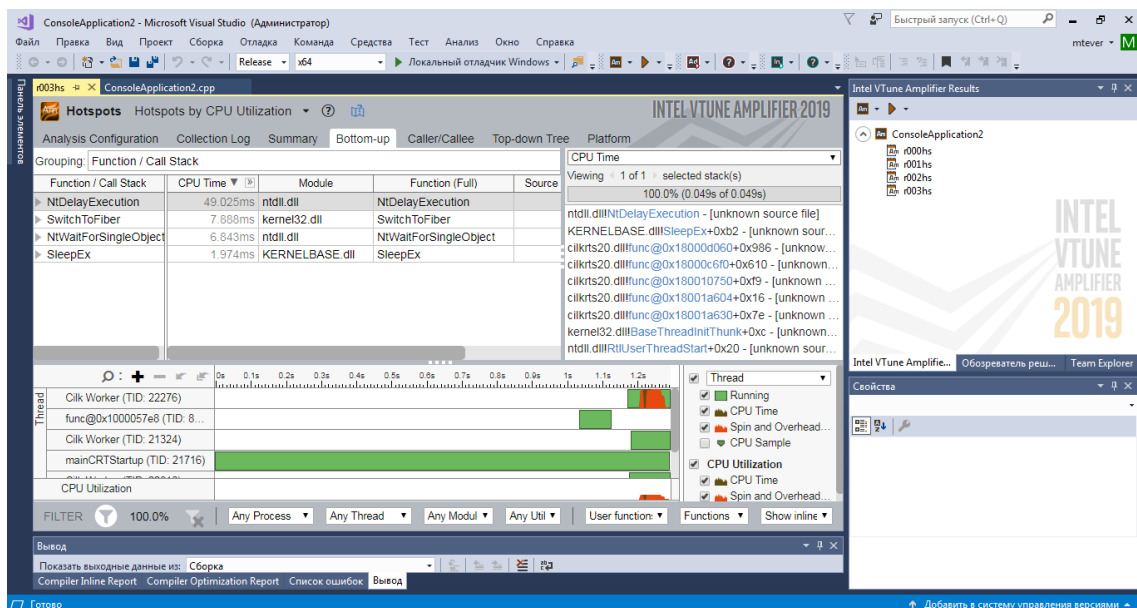 ConsoleApplication2 - Microsoft Visual Studio (Администратор)
Быстрый запуск (Ctrl+Q)
Файл Правка Вид Проект Сборка Отладка Команда Средства Тест Анализ Окно Справка
mtever M
Release x64 Локальный отладчик Windows
Панель элементов
r003hs ConsoleApplication2.cpp
Hotspots Hotspots by CPU Utilization
INTEL VTUNE AMPLIFIER 2019
Analysis Configuration Collection Log Summary Bottom-up Caller/Callee Top-down Tree Platform
Grouping: Function / Call Stack
Function / Call Stack CPU Time Module Function (Full) Source
NtDelayExecution 49.025ms ntdll.dll NtDelayExecution
SwitchToFiber 7.888ms kernel32.dll SwitchToFiber
NtWaitForSingleObject 6.843ms ntdll.dll NtWaitForSingleObject
SleepEx 1.974ms KERNELBASE.dll SleepEx
CPU Time
Viewing 1 of 1 selected stack(s)
100.0% (0.049s of 0.049s)
ntdll.dll!NtDelayExecution - [unknown source file]
KERNELBASE.dll!SleepEx+0xb2 - [unknown sour...
cilkrts20.dll!func@0x18000d060+0x986 - [unknow...
cilkrts20.dll!func@0x18000c6f0+0x610 - [unknown...
cilkrts20.dll!func@0x180010750+0xf9 - [unknown ...
cilkrts20.dll!func@0x18001a604+0x16 - [unknown ...
cilkrts20.dll!func@0x18001a630+0x7e - [unknown ...
kernel32.dll!BaseThreadInitThunk+0xc - [unknown...
ntdll.dll!RtlUserThreadStart+0x20 - [unknown sour...
0s 0.1s 0.2s 0.3s 0.4s 0.5s 0.6s 0.7s 0.8s 0.9s 1s 1.1s 1.2s
Thread
Cilk Worker (TID: 22276)
func@0x1000057e8 (TID: 8...
Cilk Worker (TID: 21324)
mainCRTStartup (TID: 21716)
CPU Utilization
Thread
Running
CPU Time
Spin and Overhead...
CPU Sample
CPU Utilization
CPU Time
Spin and Overhead...
FILTER 100.0% Any Process Any Thread Any Modul Any Util User function: Functions Show inline
Вывод
Показать выходные данные из: Сборка
Compiler Inline Report Compiler Optimization Report Список ошибок Вывод
Intel VTune Amplifier Results
ConsoleApplication2
r000hs
r001hs
r002hs
r003hs
INTEL
VTUNE
AMPLIFIER
2019
Intel VTune Amplifie... Обозреватель реш... Team Explorer
Свойства
Готово
Добавить в систему управления версиями